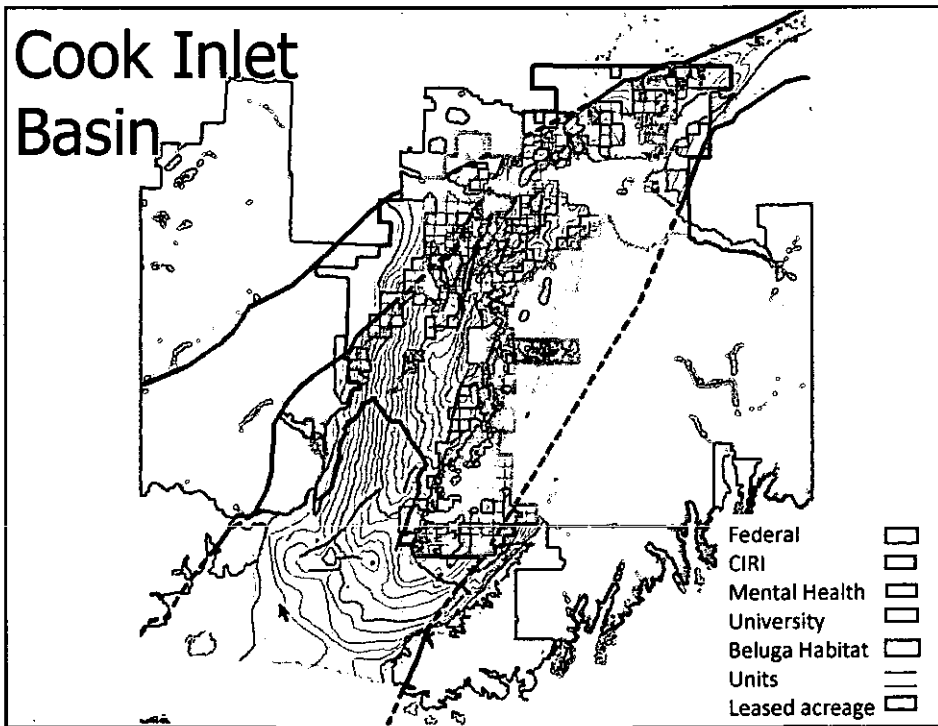 Cook Inlet
Basin
Federal
CIRI
Mental Health
University
Beluga Habitat
Units
Leased acreage